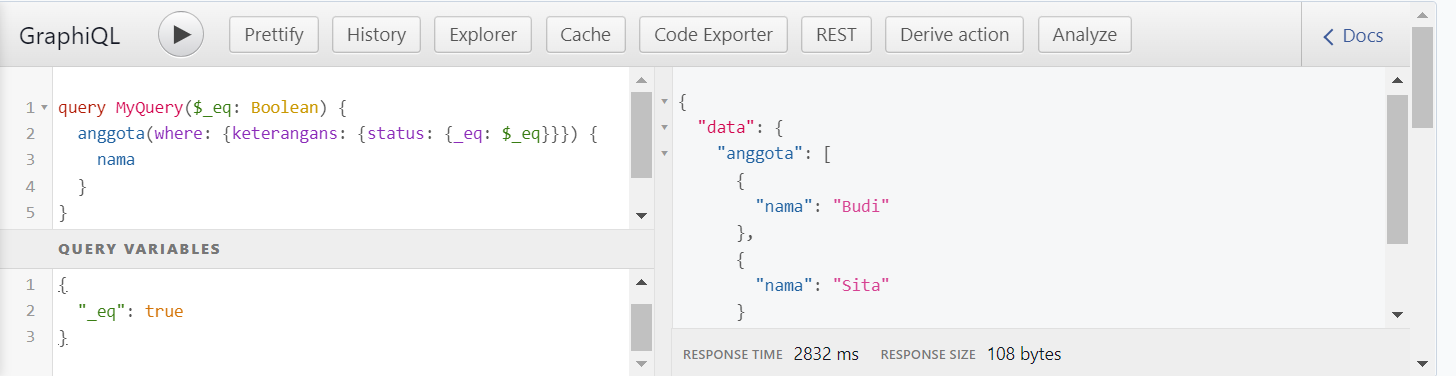 GraphiQL Prettify History Explorer Cache Code Exporter REST Derive action Analyze Docs
1 query MyQuery($_eq: Boolean) {
2 anggota(where: {keterangans: {status: {_eq: $_eq}}}) {
3 nama
4 }
5 }
QUERY VARIABLES
1 {
2 "_eq": true
3 }
{
"data": {
"anggota": [
{
"nama": "Budi"
},
{
"nama": "Sita"
}
RESPONSE TIME 2832 ms RESPONSE SIZE 108 bytes